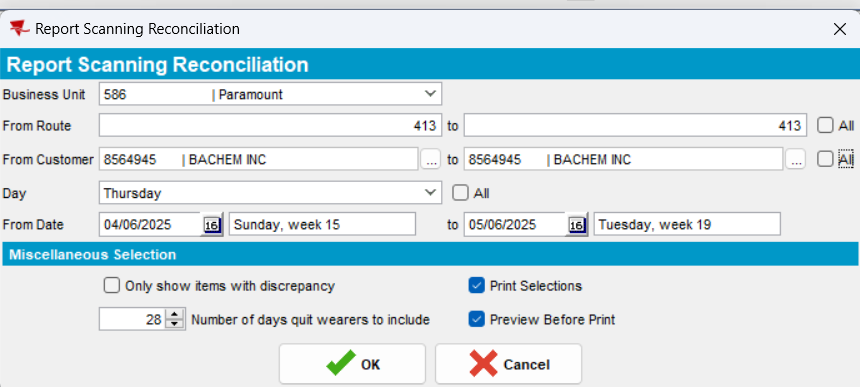 Report Scanning Reconciliation
Report Scanning Reconciliation
Business Unit 586 | Paramount
From Route 413 to 413 All
From Customer 8564945 | BACHEM INC ... to 8564945 | BACHEM INC ... All
Day Thursday All
From Date 04/06/2025 16 Sunday, week 15 to 05/06/2025 16 Tuesday, week 19
Miscellaneous Selection
Only show items with discrepancy Print Selections
28 Number of days quit wearers to include Preview Before Print
OK Cancel